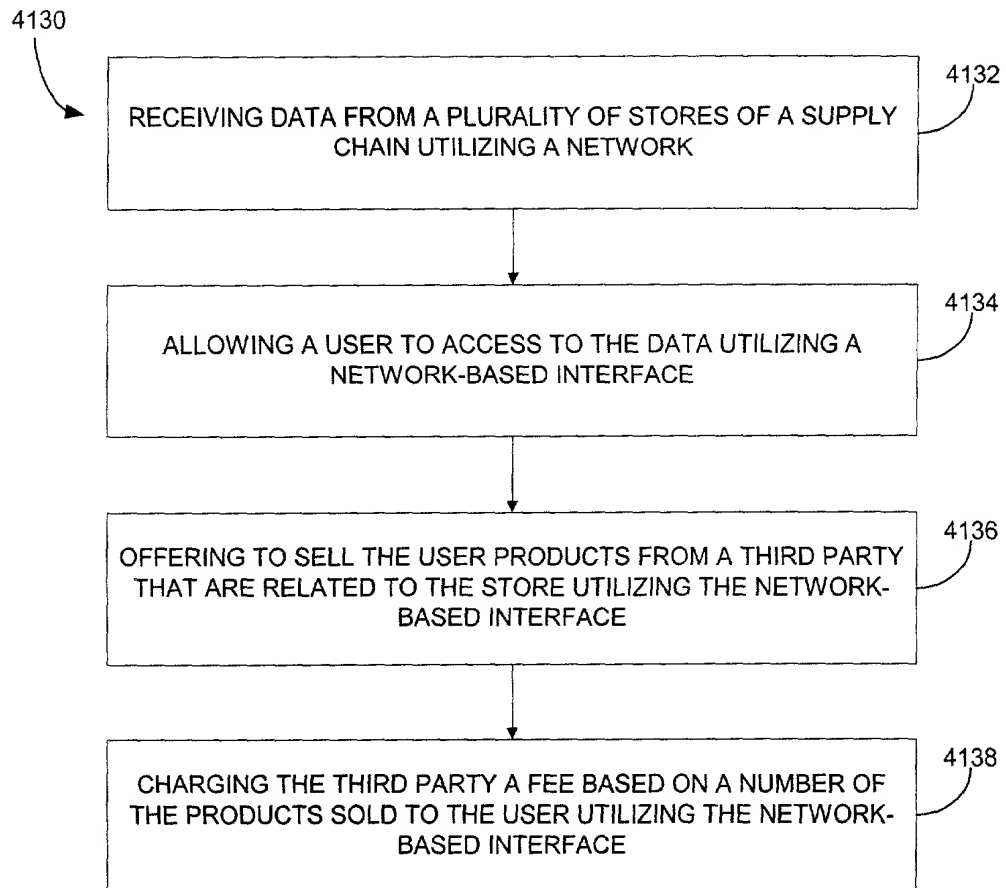 4130
4132
RECEIVING DATA FROM A PLURALITY OF STORES OF A SUPPLY
CHAIN UTILIZING A NETWORK
4134
ALLOWING A USER TO ACCESS TO THE DATA UTILIZING A
NETWORK-BASED INTERFACE
4136
OFFERING TO SELL THE USER PRODUCTS FROM A THIRD PARTY
THAT ARE RELATED TO THE STORE UTILIZING THE NETWORK-
BASED INTERFACE
4138
CHARGING THE THIRD PARTY A FEE BASED ON A NUMBER OF
THE PRODUCTS SOLD TO THE USER UTILIZING THE NETWORK-
BASED INTERFACE